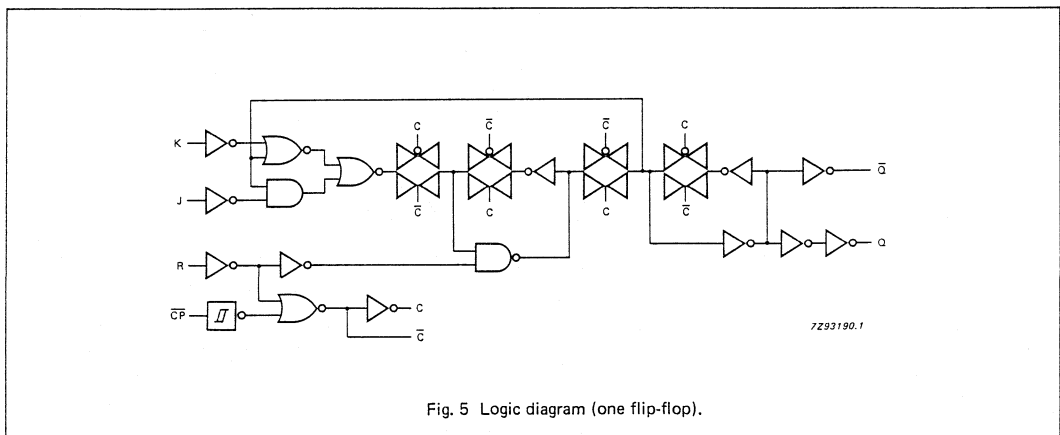 C
C̅
C̅
C
K
Q̅
J
C̅
C
C
C̅
Q
R
C̅P̅
C
C̅
7Z93190.1
Fig. 5 Logic diagram (one flip-flop).